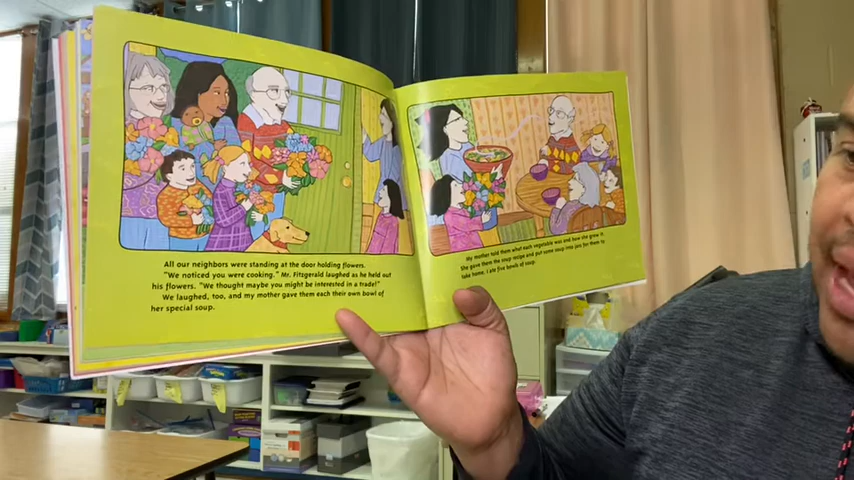 All our neighbors were standing at the door holding flowers.
"We noticed you were cooking." Mr. Fitzgerald laughed as he held out
his flowers. "We thought maybe you might be interested in a trade!"
We laughed, too, and my mother gave them each their own bowl of
her special soup.
My mother told them what each vegetable was and how she grew it.
She gave them the soup recipe and put some soup into jars for them to
take home. I ate five bowls of soup.